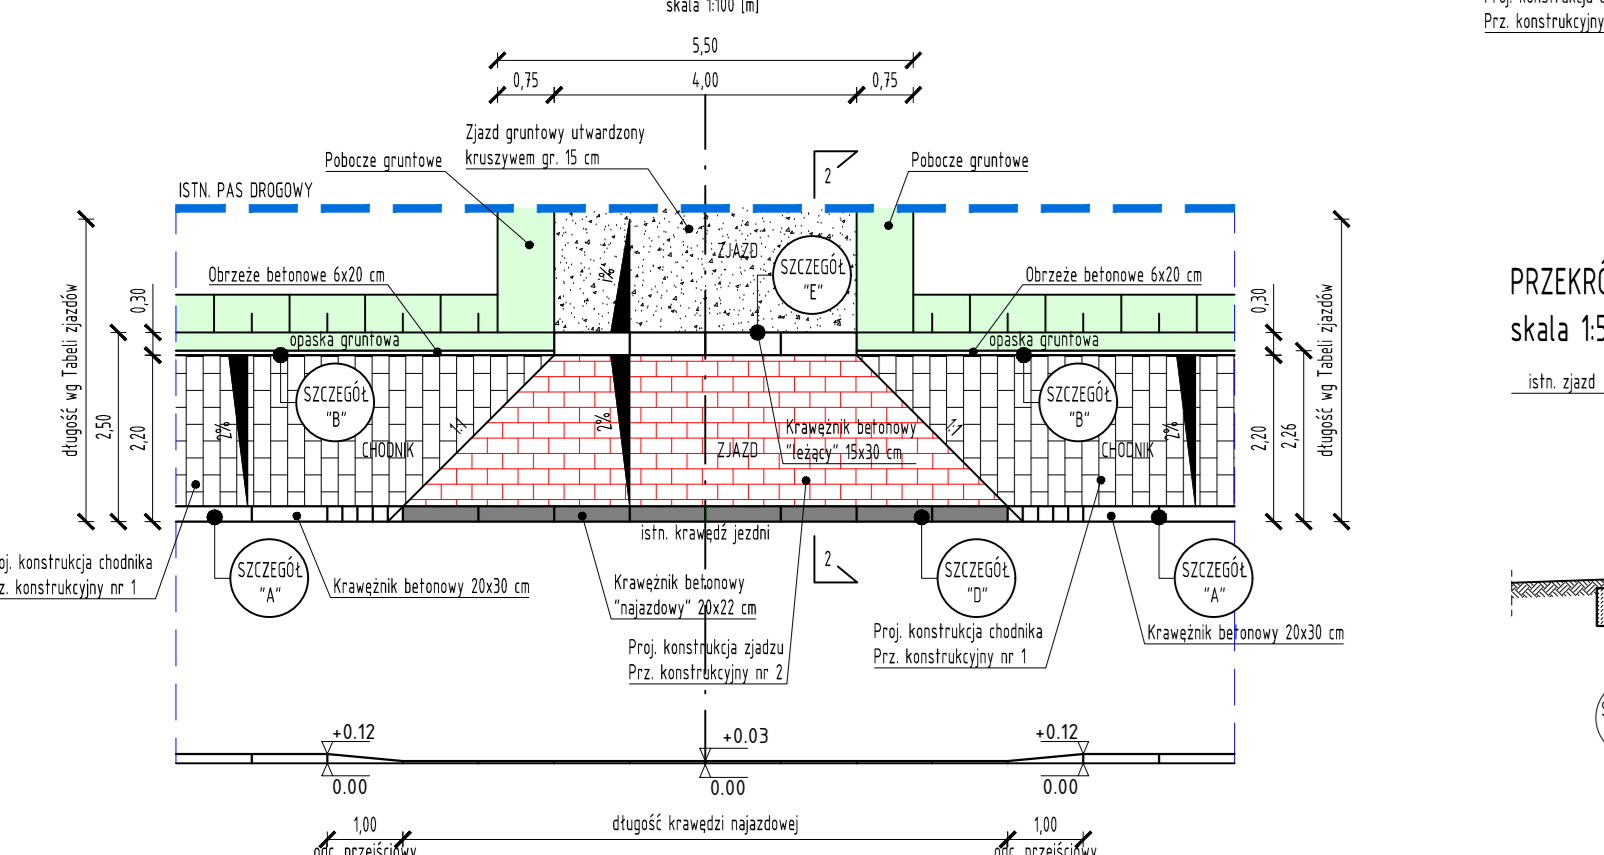 skala 1:100 [m]
Prz. konstrukcyjny
5,50
0,75
4,00
0,75
Zjazd gruntowy utwardzony
kruszywem gr. 15 cm
Pobocze gruntowe
Pobocze gruntowe
2
ISTN. PAS DROGOWY
ZJAZD
SZCZEGÓŁ
"E"
1%
Obrzeże betonowe 6x20 cm
Obrzeże betonowe 6x20 cm
0,30
0,30
długość wg Tabeli zjazdów
długość wg Tabeli zjazdów
PRZEKRÓ
skala 1:5
istn. zjazd
opaska gruntowa
opaska gruntowa
SZCZEGÓŁ
"B"
SZCZEGÓŁ
"B"
2,50
2,20
2%
1:1
2%
1:1
2%
2,20
2,26
CHODNIK
ZJAZD
Krawężnik betonowy
"leżący" 15x30 cm
CHODNIK
istn. krawędź jezdni
2
oj. konstrukcja chodnika
z. konstrukcyjny nr 1
SZCZEGÓŁ
"A"
Krawężnik betonowy 20x30 cm
Krawężnik betonowy
"najazdowy" 20x22 cm
SZCZEGÓŁ
"D"
SZCZEGÓŁ
"A"
Proj. konstrukcja zjadzu
Prz. konstrukcyjny nr 2
Proj. konstrukcja chodnika
Prz. konstrukcyjny nr 1
Krawężnik betonowy 20x30 cm
+0.12
+0.03
+0.12
0.00
0.00
0.00
1,00
długość krawędzi najazdowej
1,00
odc. przejściowy
odc. przejściowy